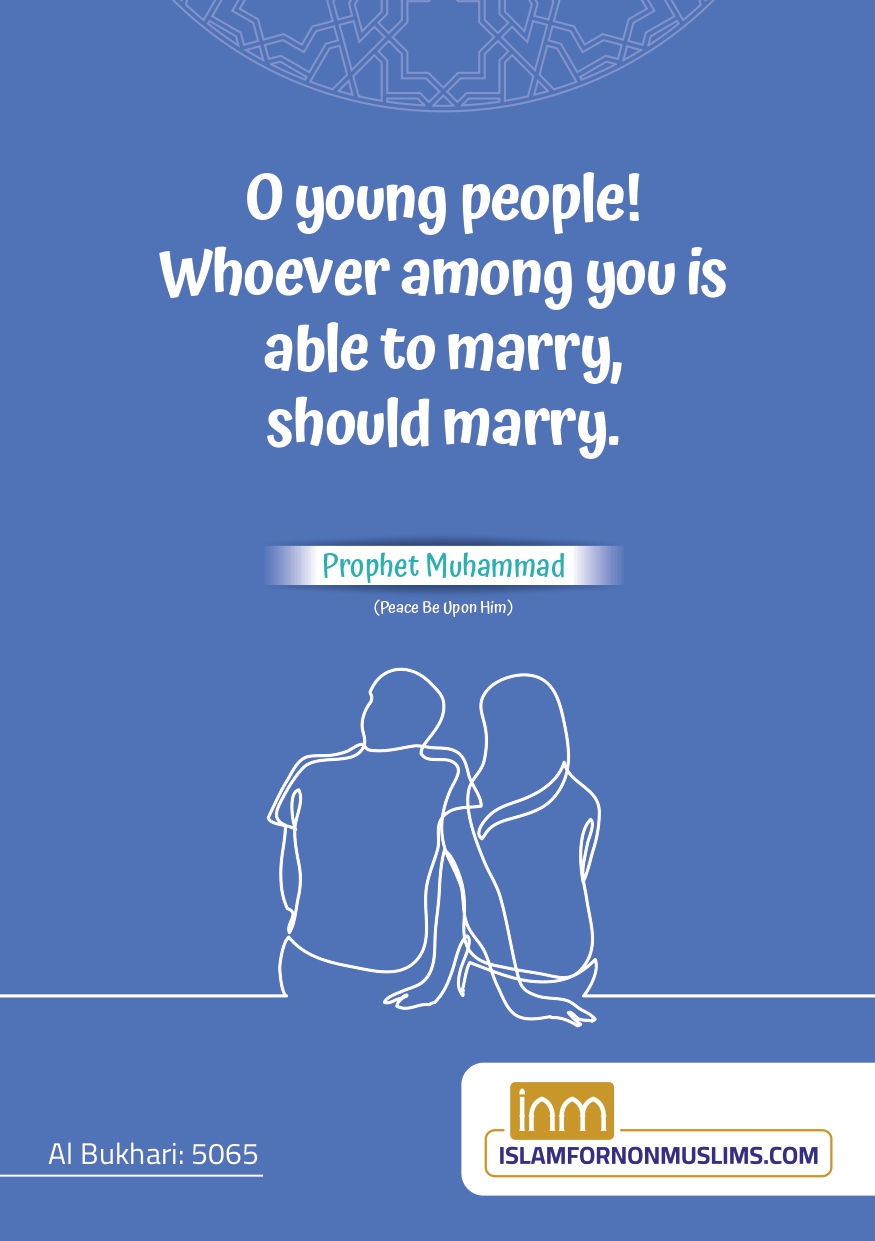 O young people!
Whoever among you is
able to marry,
should marry.
Prophet Muhammad
(Peace Be Upon Him)
Al Bukhari: 5065
inm
ISLAMFORNONMUSLIMS.COM